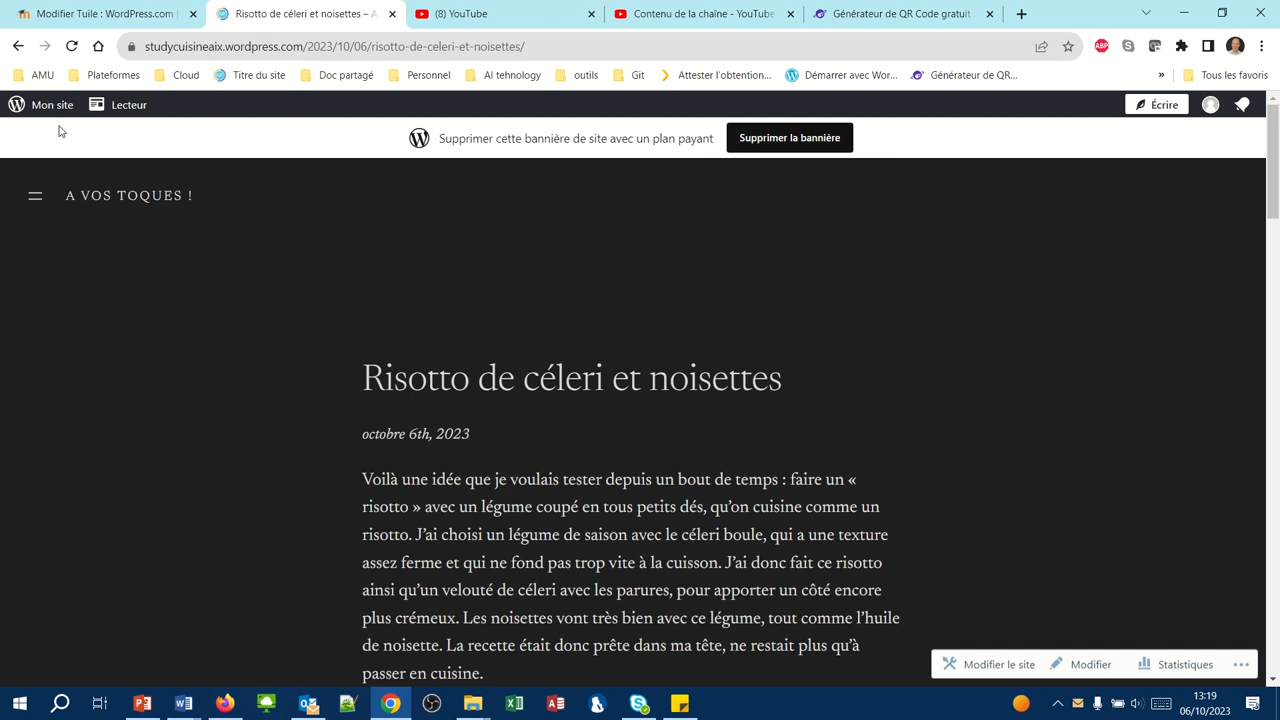 Modifier Tuile : WordPress.com |
Risotto de céleri et noisettes – A
(8) YouTube
Contenu de la chaîne - YouTube
Générateur de QR Code gratuit :
studycuisineaix.wordpress.com/2023/10/06/risotto-de-celeri-et-noisettes/
AMU
Plateformes
Cloud
Titre du site
Doc partagé
Personnel
AI tehnology
outils
Git
Attester l'obtention...
Démarrer avec Wor...
Générateur de QR...
»
Tous les favoris
Mon site
Lecteur
Écrire
Supprimer cette bannière de site avec un plan payant
Supprimer la bannière
A VOS TOQUES !
Risotto de céleri et noisettes
octobre 6th, 2023
Voilà une idée que je voulais tester depuis un bout de temps : faire un «
risotto » avec un légume coupé en tous petits dés, qu'on cuisine comme un
risotto. J'ai choisi un légume de saison avec le céleri boule, qui a une texture
assez ferme et qui ne fond pas trop vite à la cuisson. J'ai donc fait ce risotto
ainsi qu'un velouté de céleri avec les parures, pour apporter un côté encore
plus crémeux. Les noisettes vont très bien avec ce légume, tout comme l'huile
de noisette. La recette était donc prête dans ma tête, ne restait plus qu'à
passer en cuisine.
Modifier le site
Modifier
Statistiques
13:19
06/10/2023